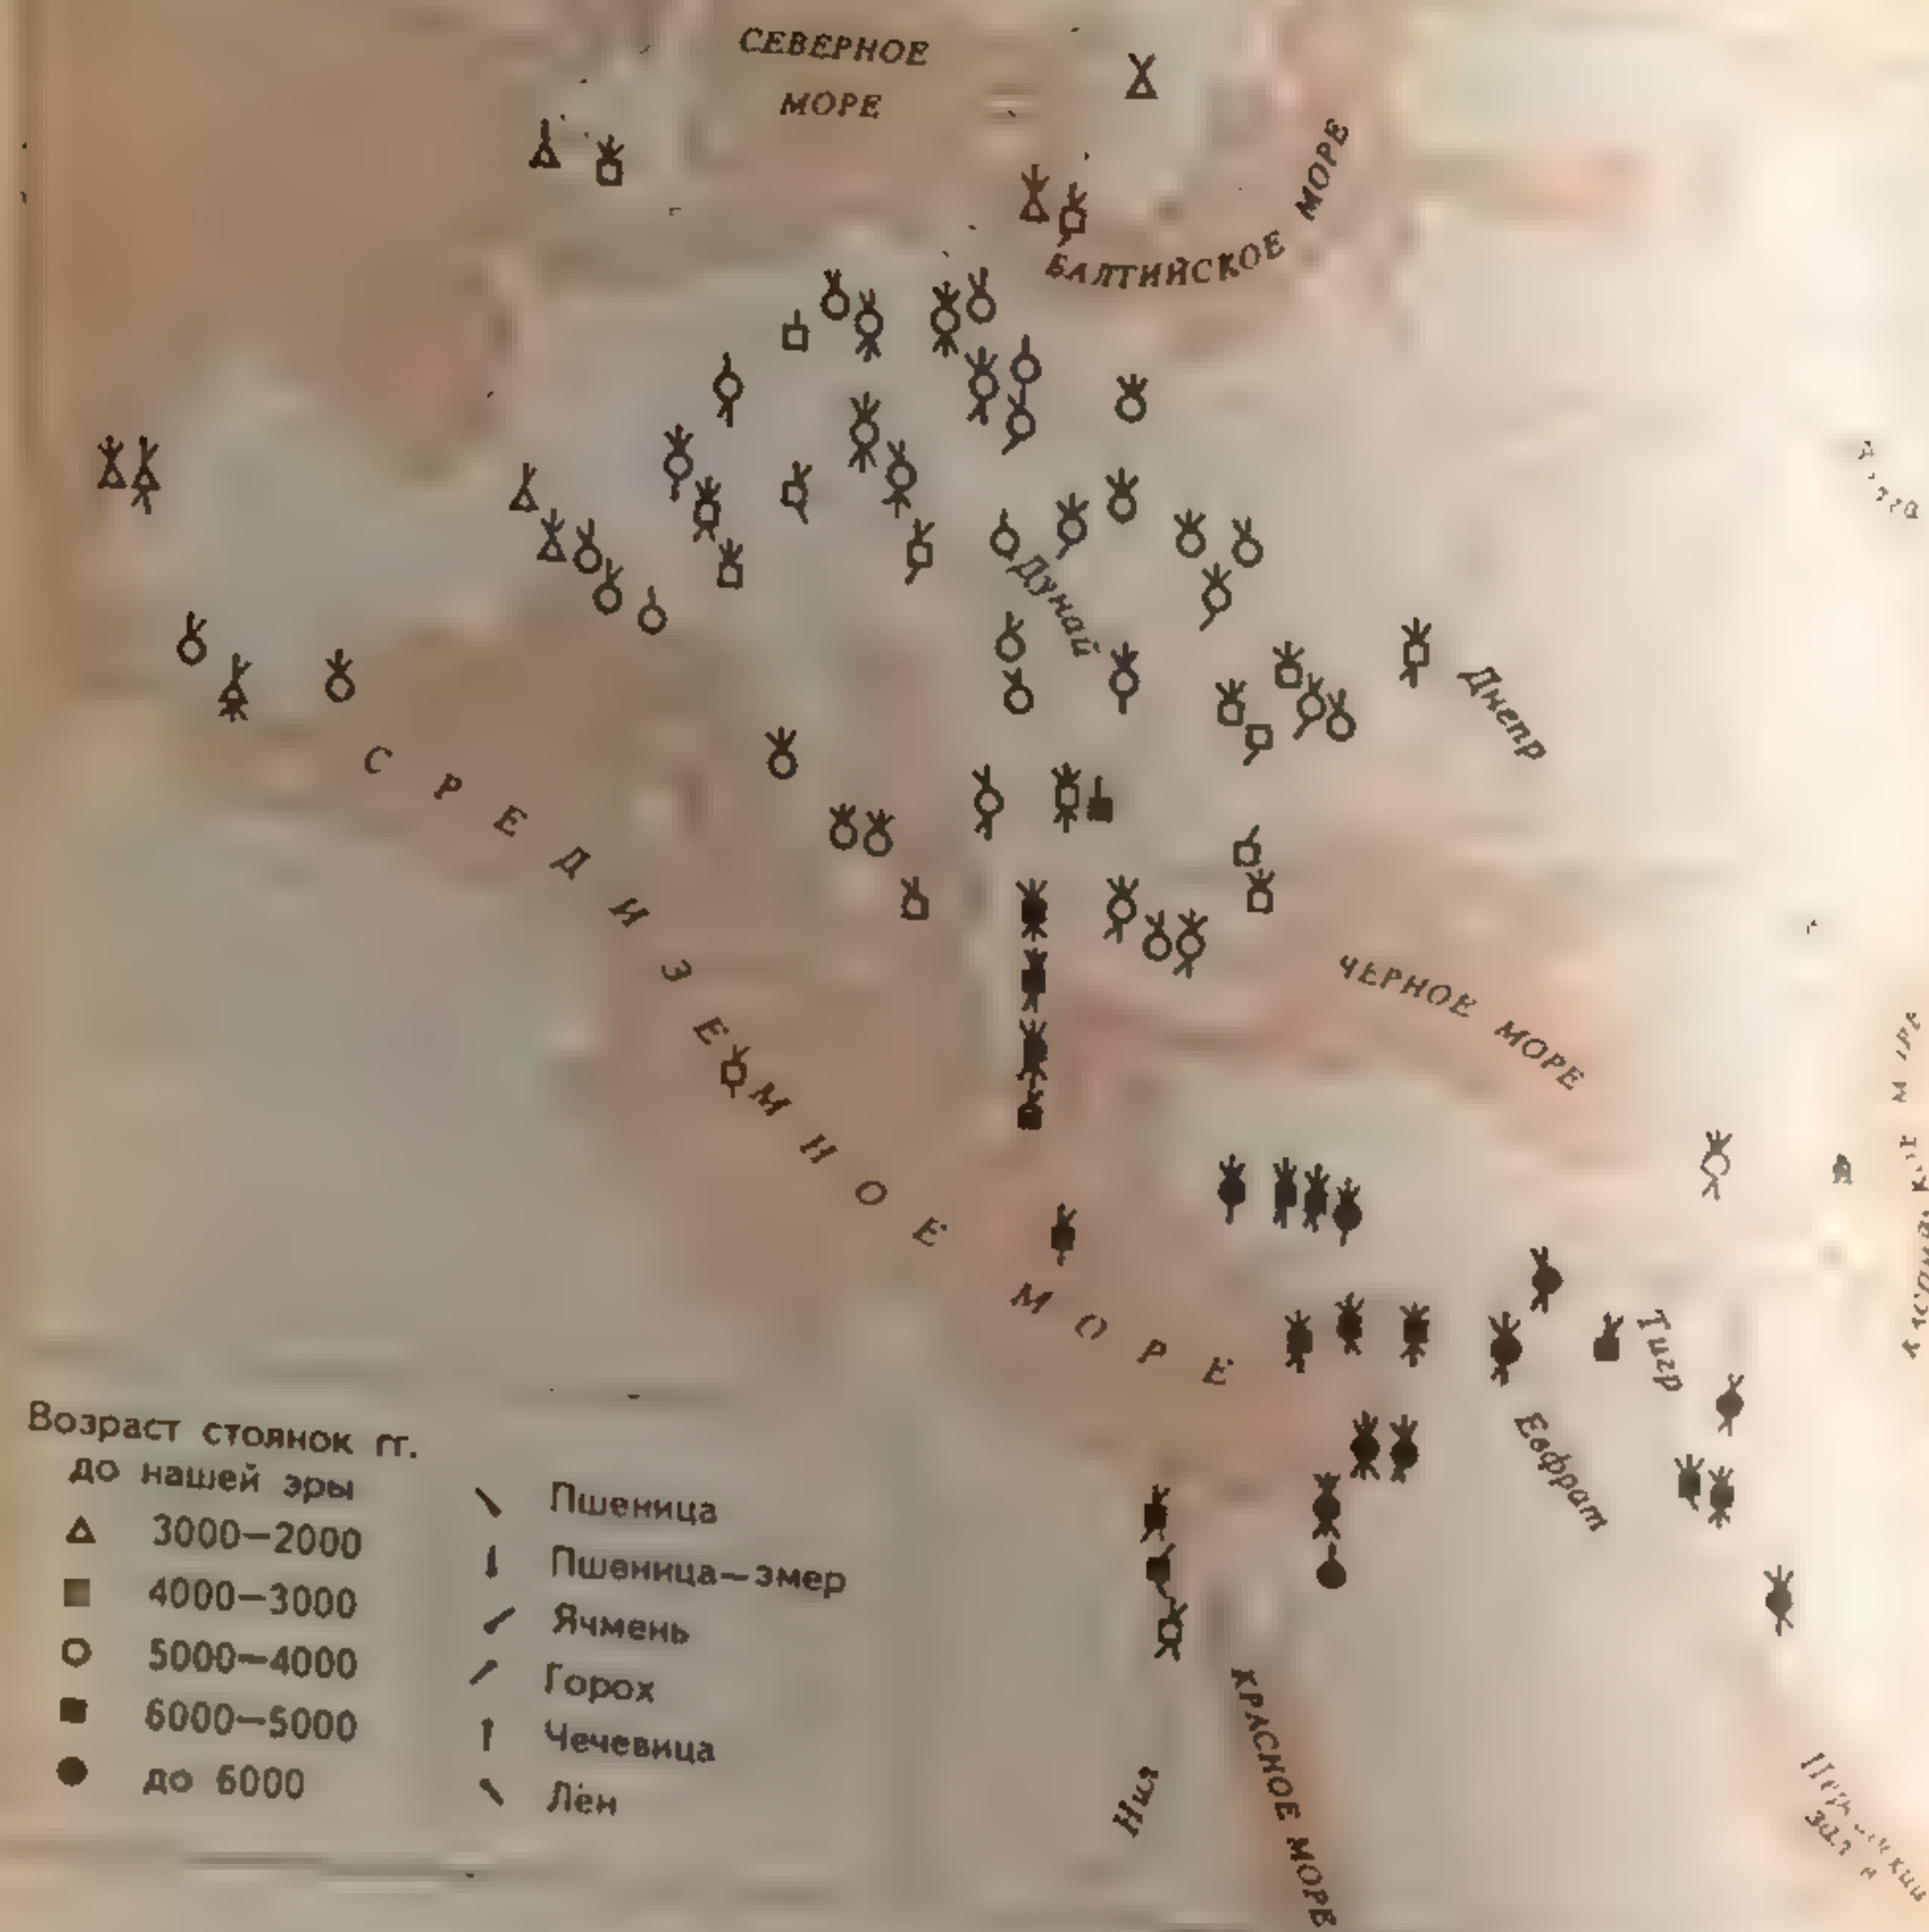 СЕВЕРНОЕ
МОРЕ
БАЛТИЙСКОЕ МОРЕ
Дунай
Днепр
СРЕДИЗЕМНОЕ МОРЕ
ЧЕРНОЕ МОРЕ
Тигр
Евфрат
Нил
КРАСНОЕ МОРЕ
Возраст стоянок гг.
до нашей эры
3000—2000
4000—3000
5000—4000
6000—5000
до 6000
Пшеница
Пшеница—эмер
Ячмень
Горох
Чечевица
Лён